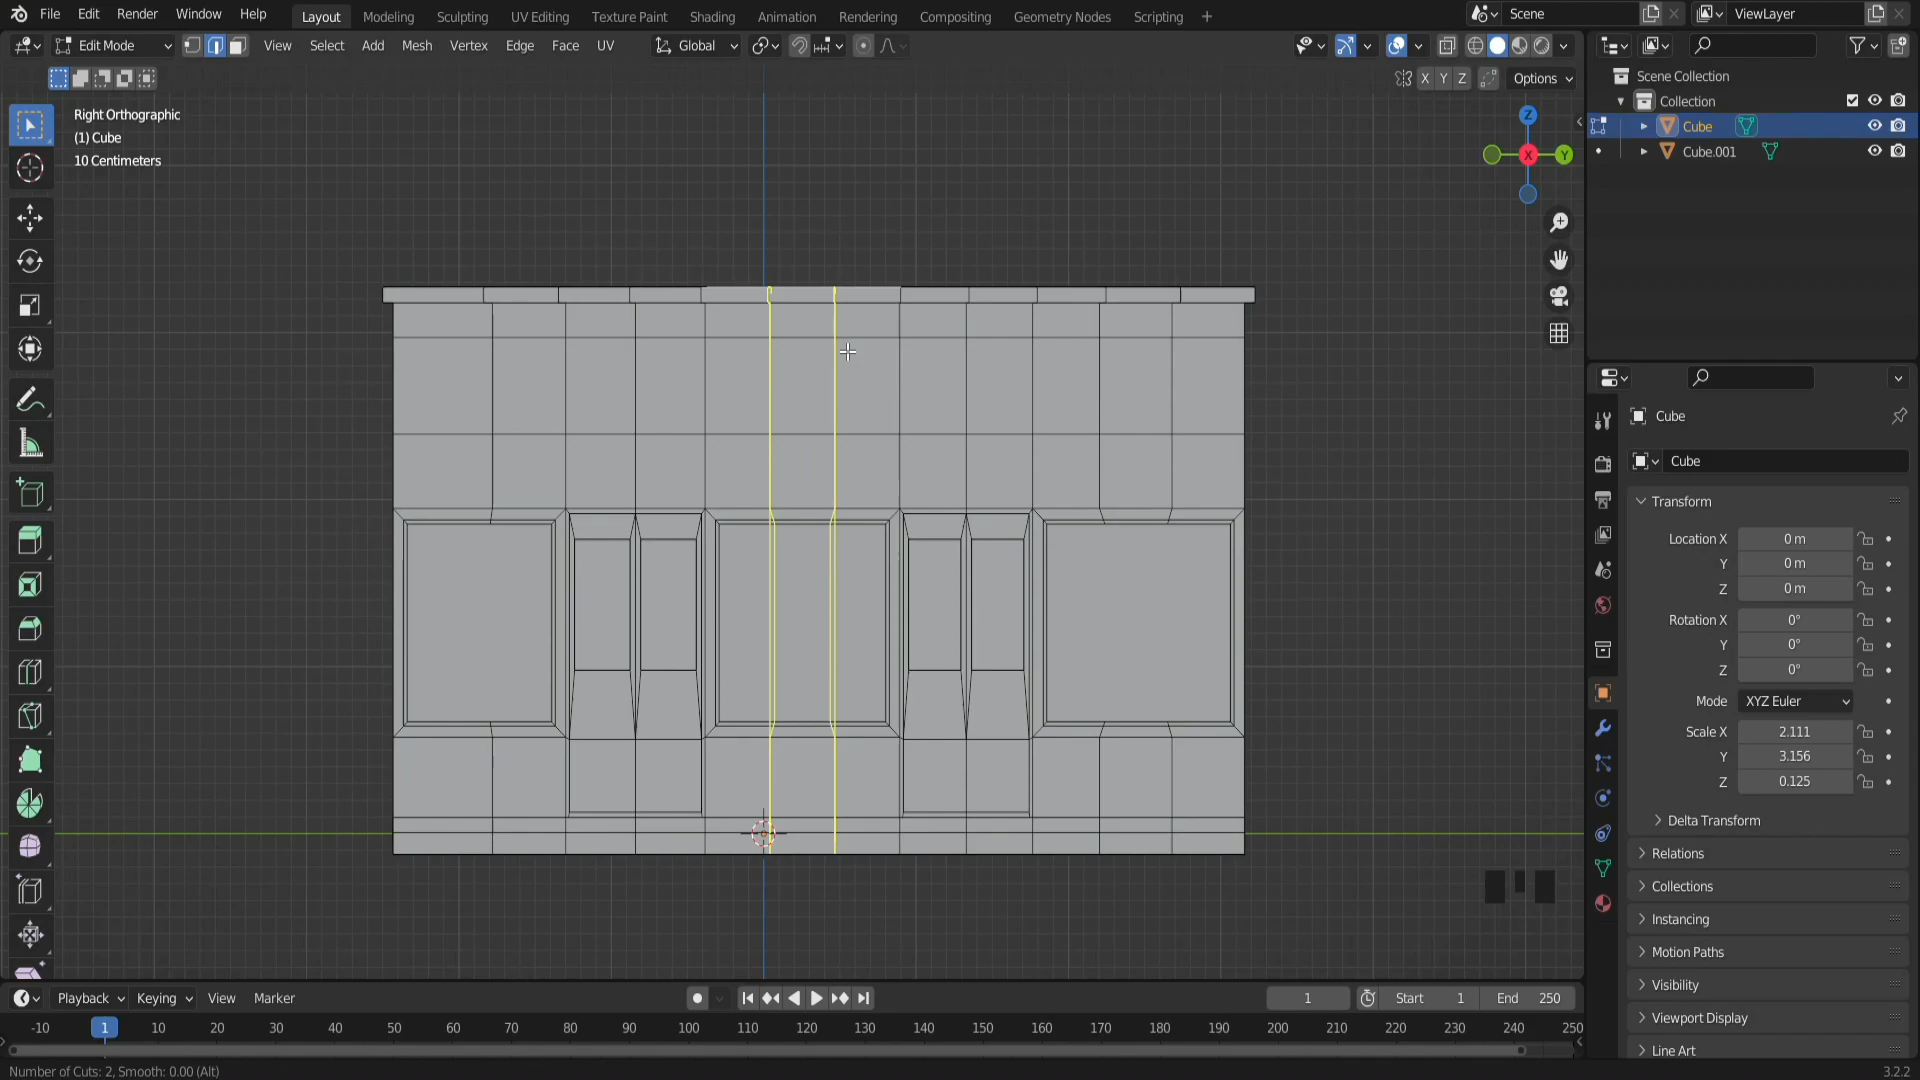 File Edit Render Window Help
Layout Modeling Sculpting UV Editing Texture Paint Shading Animation Rendering Compositing Geometry Nodes Scripting +
Scene ViewLayer
Edit Mode View Select Add Mesh Vertex Edge Face UV Global
X Y Z Options
Right Orthographic
(1) Cube
10 Centimeters
Z
X Y
Scene Collection
Collection
Cube
Cube.001
Cube
Cube
Transform
Location X 0 m
Y 0 m
Z 0 m
Rotation X 0°
Y 0°
Z 0°
Mode XYZ Euler
Scale X 2.111
Y 3.156
Z 0.125
Delta Transform
Relations
Collections
Instancing
Motion Paths
Visibility
Viewport Display
Line Art
Playback Keying View Marker 1 Start 1 End 250
-10 1 10 20 30 40 50 60 70 80 90 100 110 120 130 140 150 160 170 180 190 200 210 220 230 240 250
Number of Cuts: 2, Smooth: 0.00 (Alt) 3.2.2